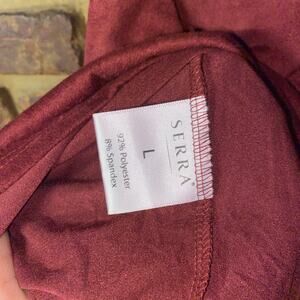 SERRA®
L
92% Polyester
8% Spandex